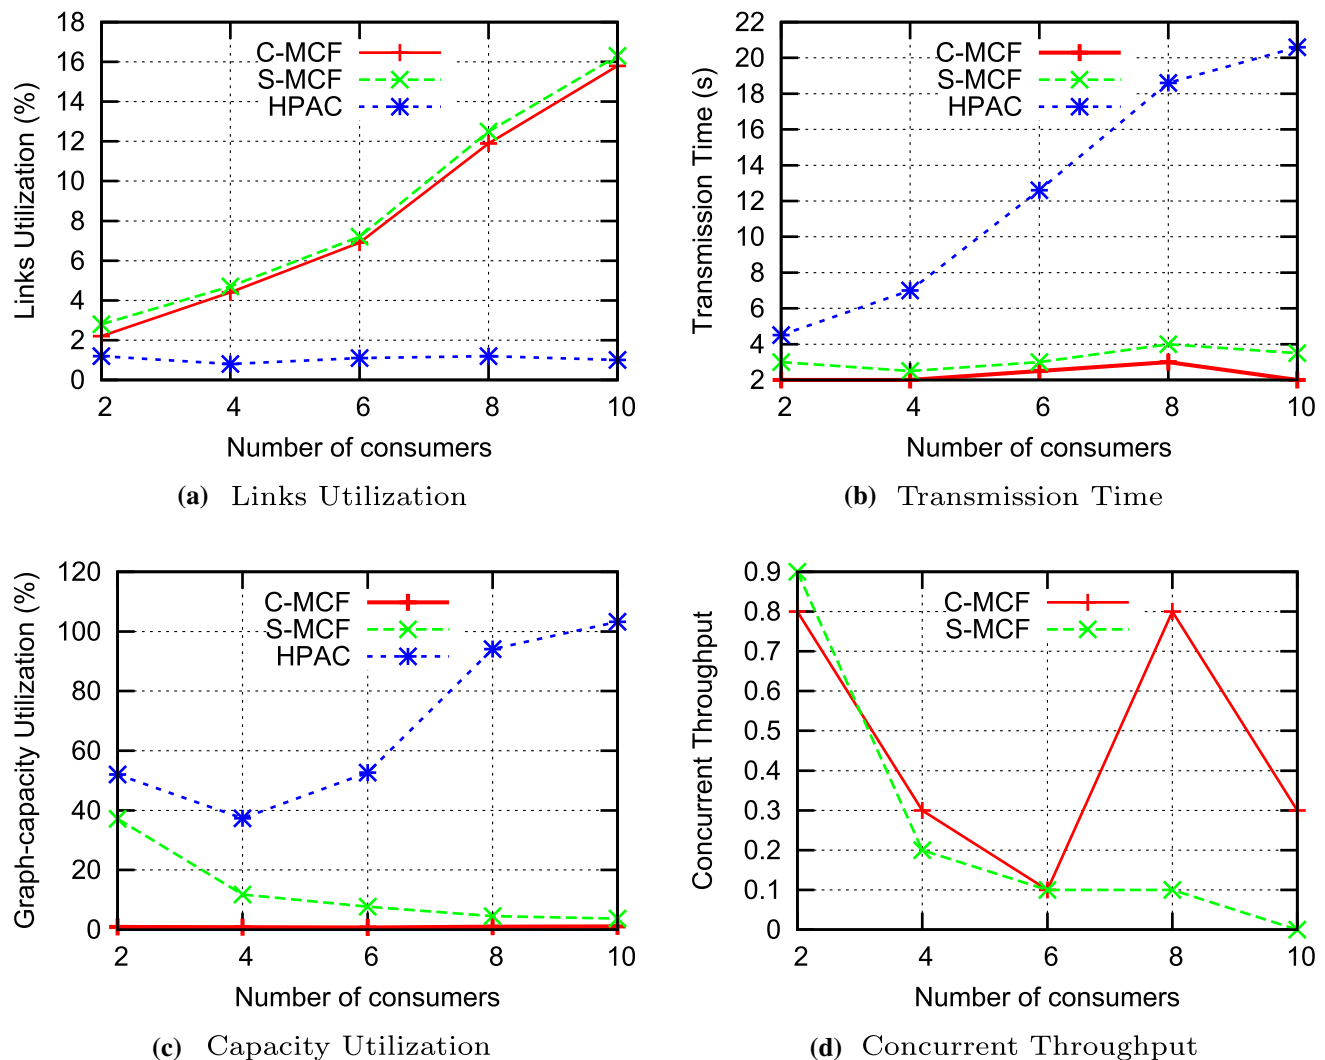 18
16
14
12
10
8
6
4
2
0
Links Utilization (%)
C-MCF
S-MCF
HPAC
2 4 6 8 10
Number of consumers
(a) Links Utilization
22
20
18
16
14
12
10
8
6
4
2
Transmission Time (s)
C-MCF
S-MCF
HPAC
2 4 6 8 10
Number of consumers
(b) Transmission Time
120
100
80
60
40
20
0
Graph-capacity Utilization (%)
C-MCF
S-MCF
HPAC
2 4 6 8 10
Number of consumers
(c) Capacity Utilization
0.9
0.8
0.7
0.6
0.5
0.4
0.3
0.2
0.1
0
Concurrent Throughput
C-MCF
S-MCF
2 4 6 8 10
Number of consumers
(d) Concurrent Throughput